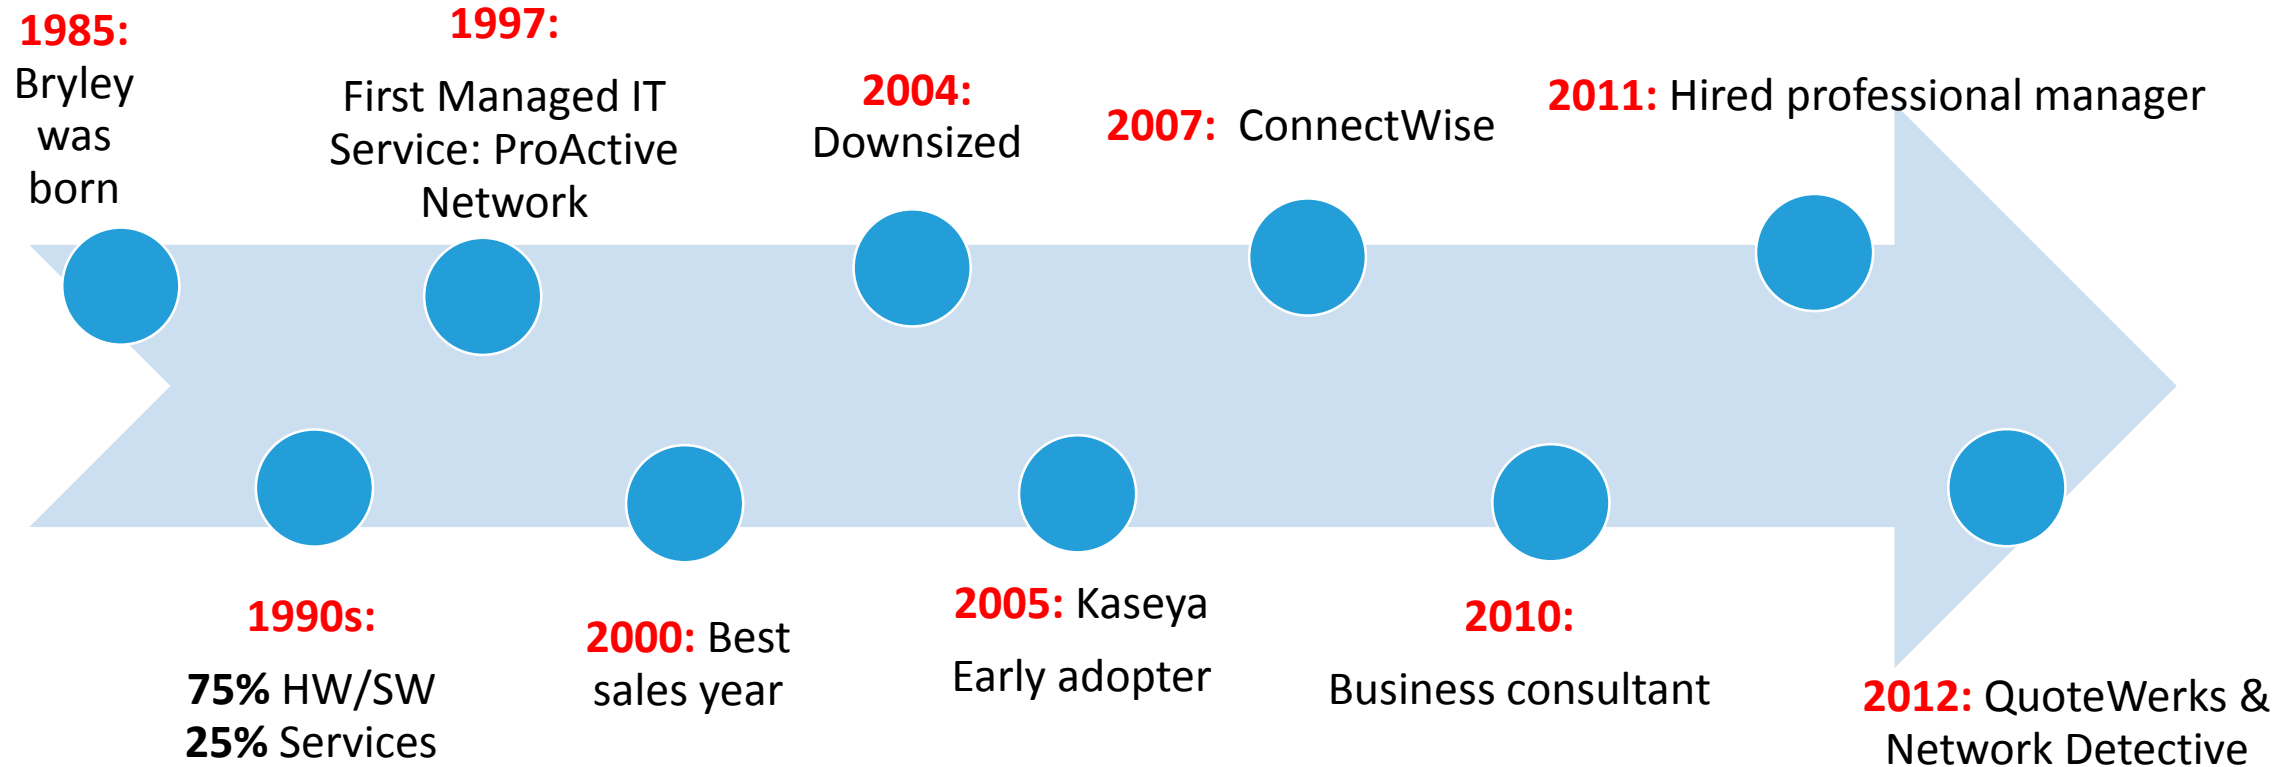 1985:
Bryley
was
born
1997:
First Managed IT
Service: ProActive
Network
2004:
Downsized
2007: ConnectWise
2011: Hired professional manager
1990s:
75% HW/SW
25% Services
2000: Best
sales year
2005: Kaseya
Early adopter
2010:
Business consultant
2012: QuoteWerks &
Network Detective